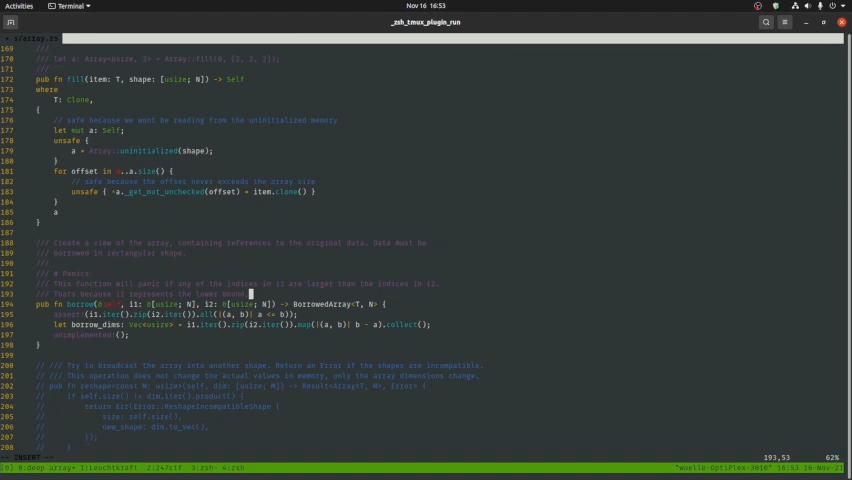 Activities Terminal Nov 16 16:53
_zsh_tmux_plugin_run
+ s/array.rs
169 ///
170 /// let a: Array<usize, 3> = Array::fill(0, [2, 2, 2]);
171 /// ```
172 pub fn fill(item: T, shape: [usize; N]) -> Self
173 where
174 T: Clone,
175 {
176 // safe because we wont be reading from the uninitialized memory
177 let mut a: Self;
178 unsafe {
179 a = Array::uninitialized(shape);
180 }
181 for offset in 0..a.size() {
182 // safe because the offset never exceeds the array size
183 unsafe { *a._get_mut_unchecked(offset) = item.clone() }
184 }
185 a
186 }
187
188 /// Create a view of the array, containing references to the original data. Data must be
189 /// borrowed in rectangular shape.
190 ///
191 /// # Panics
192 /// This function will panic if any of the indices in i1 are larger than the indices in i2.
193 /// Thats because i1 represents the lower bound.
194 pub fn borrow(&self, i1: &[usize; N], i2: &[usize; N]) -> BorrowedArray<T, N> {
195 assert!(i1.iter().zip(i2.iter()).all(|(a, b)| a <= b));
196 let borrow_dims: Vec<usize> = i1.iter().zip(i2.iter()).map(|(a, b)| b - a).collect();
197 unimplemented!();
198 }
199
200 // /// Try to broadcast the array into another shape. Return an Error if the shapes are incompatible.
201 // /// This operation does not change the actual values in memory, only the array dimensions change.
202 // pub fn reshape<const M: usize>(self, dim: [usize; M]) -> Result<Array<T, M>, Error> {
203 // if self.size() != dim.iter().product() {
204 // return Err(Error::ReshapeIncompatibleShape {
205 // size: self.size(),
206 // new_shape: dim.to_vec(),
207 // });
208 // }
-- INSERT -- 193,53 62%
[0] 0:deep array* 1:Leuchtkraft 2:247ctf 3:zsh- 4:zsh "wuelle-OptiPlex-3010" 16:53 16-Nov-21